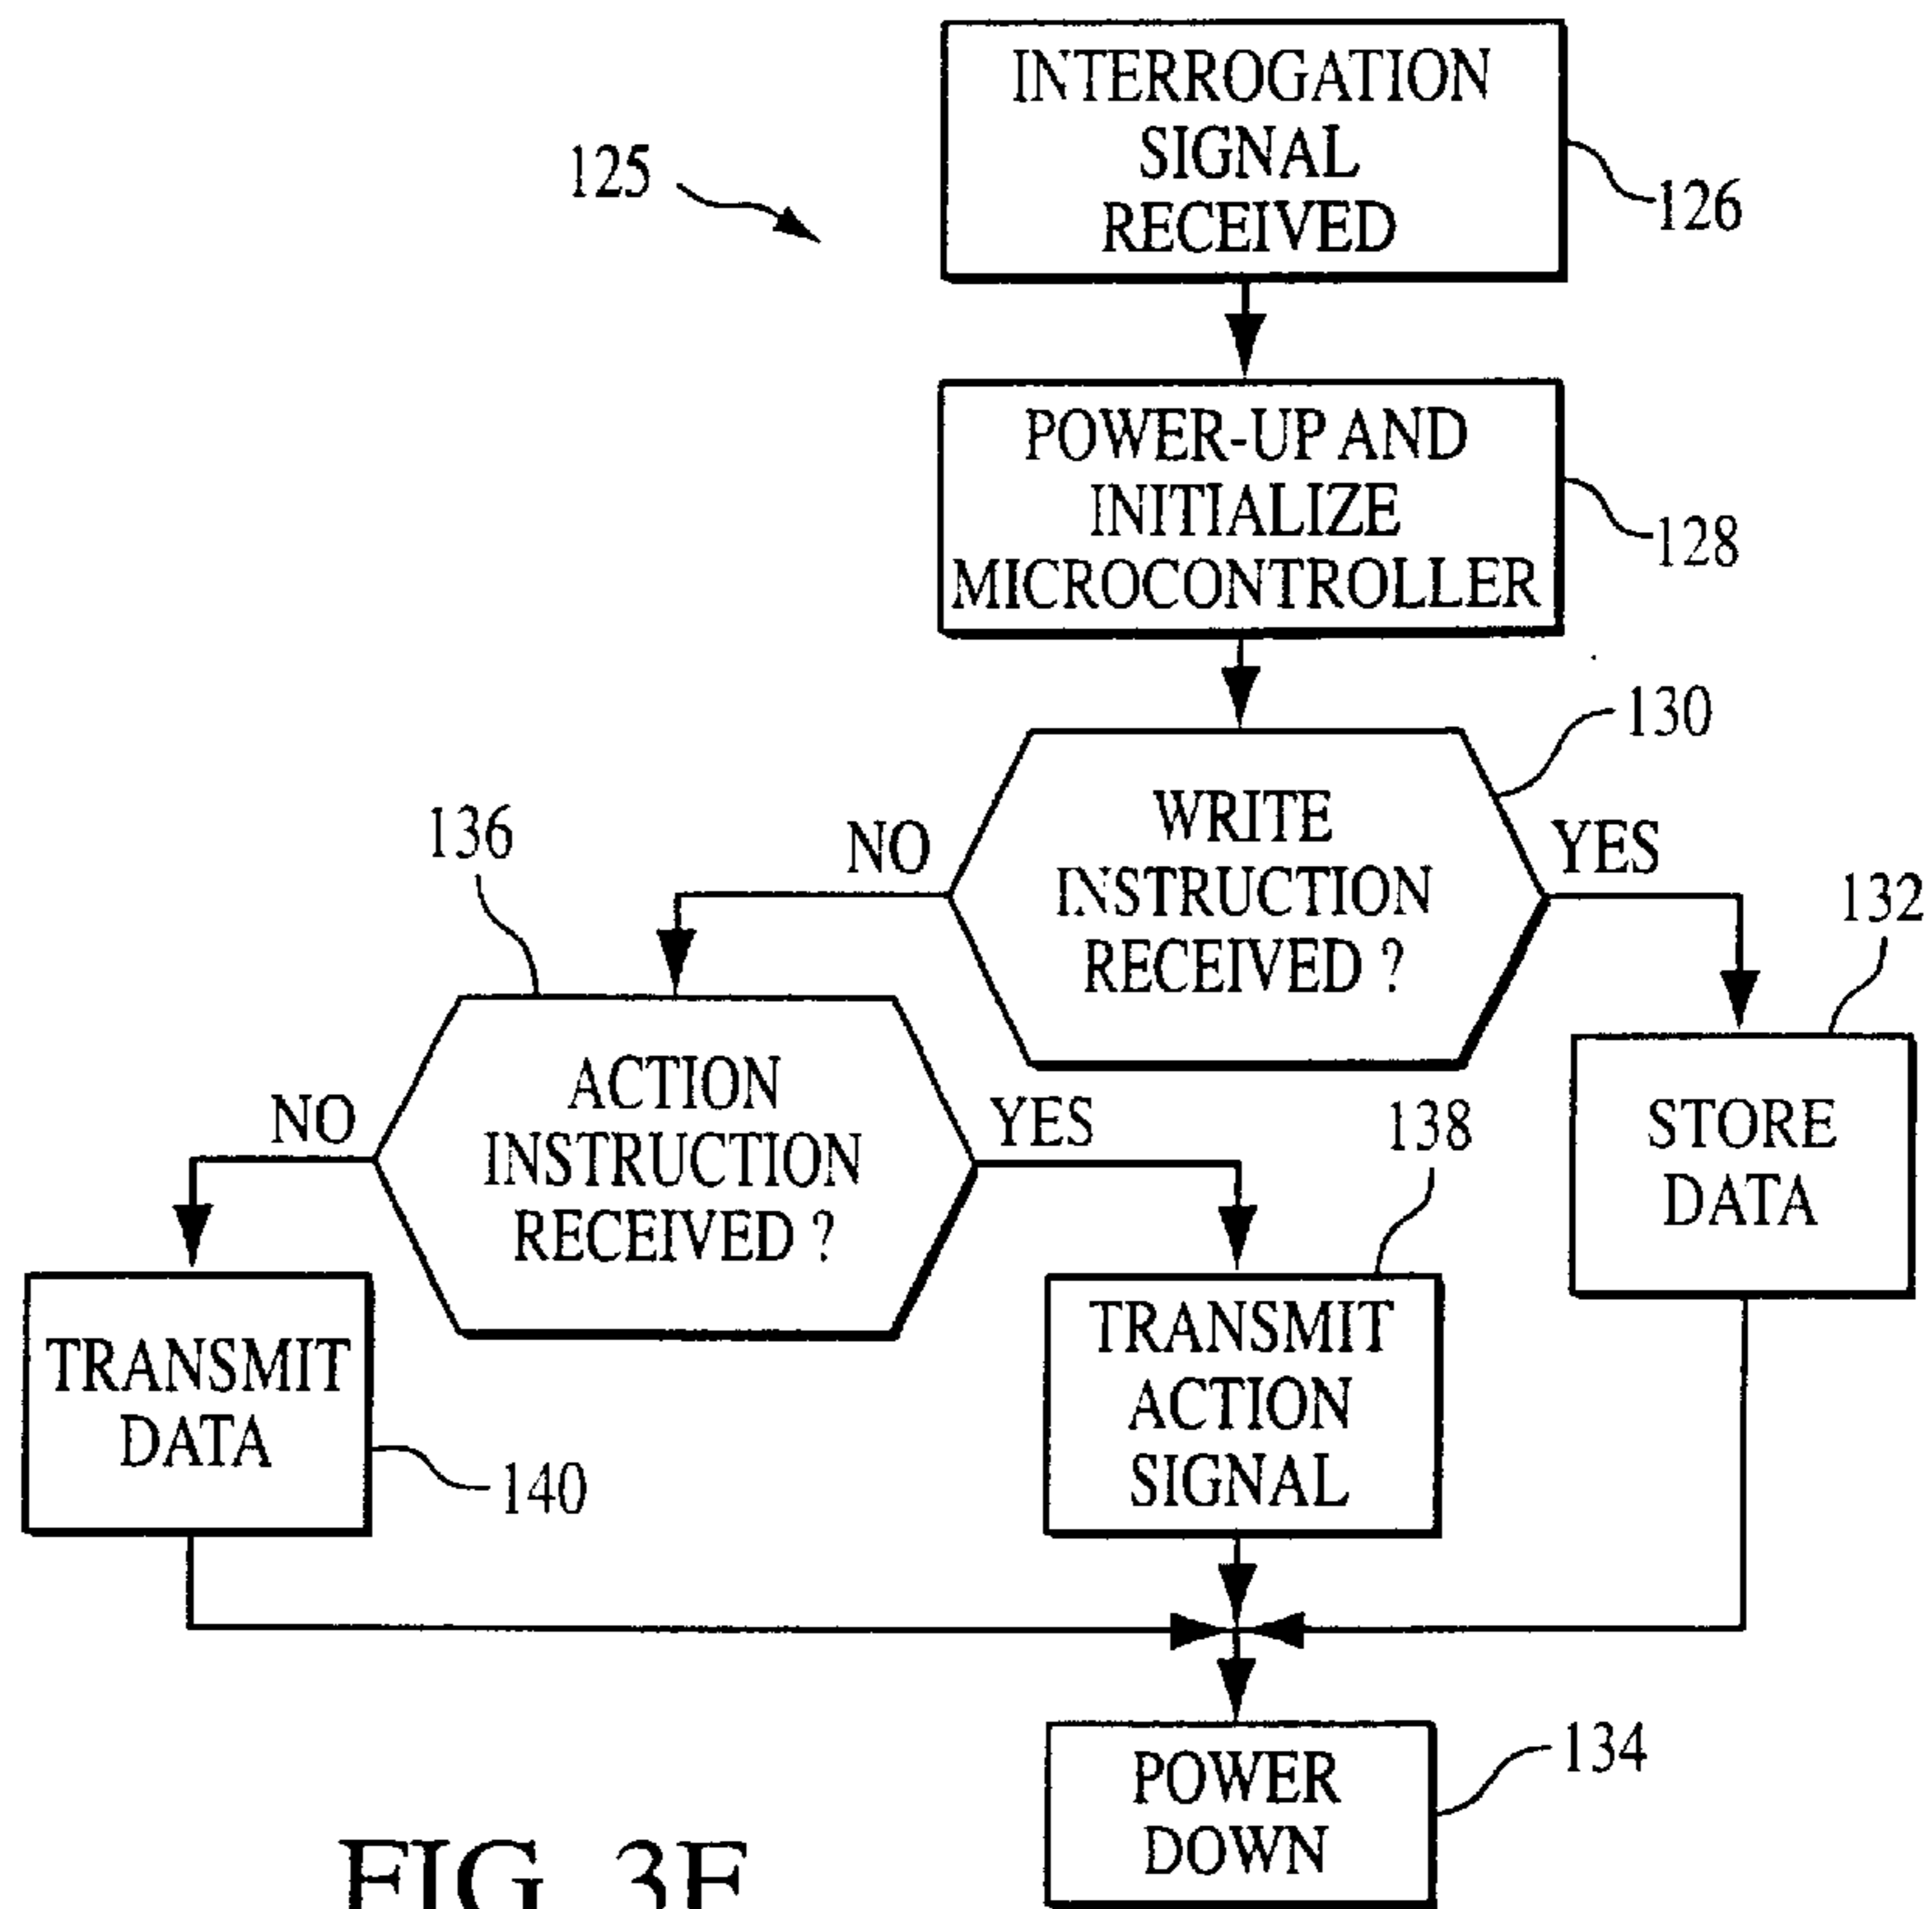 INTERROGATION
SIGNAL
RECEIVED
125
126
POWER-UP AND
INITIALIZE
MICROCONTROLLER
128
130
WRITE
INSTRUCTION
RECEIVED ?
NO
YES
136
132
ACTION
INSTRUCTION
RECEIVED ?
NO
YES
138
STORE
DATA
TRANSMIT
DATA
140
TRANSMIT
ACTION
SIGNAL
POWER
DOWN
134